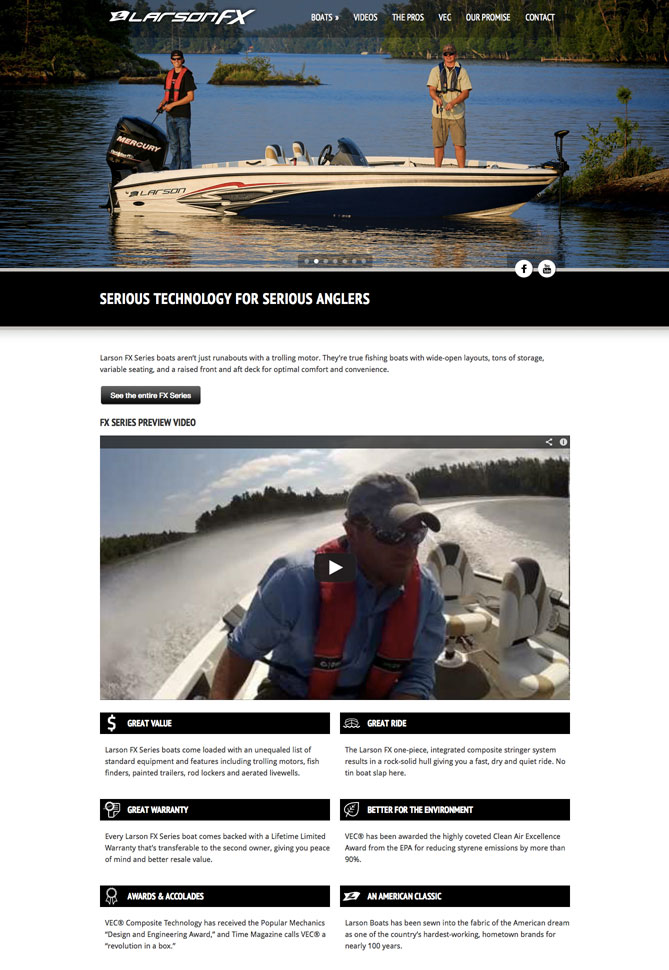 LARSON FX
BOATS »
VIDEOS
THE PROS
VEC
OUR PROMISE
CONTACT
MERCURY
LARSON
SERIOUS TECHNOLOGY FOR SERIOUS ANGLERS
Larson FX Series boats aren't just runabouts with a trolling motor. They're true fishing boats with wide-open layouts, tons of storage,
variable seating, and a raised front and aft deck for optimal comfort and convenience.
See the entire FX Series
FX SERIES PREVIEW VIDEO
GREAT VALUE
Larson FX Series boats come loaded with an unequaled list of
standard equipment and features including trolling motors, fish
finders, painted trailers, rod lockers and aerated livewells.
GREAT RIDE
The Larson FX one-piece, integrated composite stringer system
results in a rock-solid hull giving you a fast, dry and quiet ride. No
tin boat slap here.
GREAT WARRANTY
Every Larson FX Series boat comes backed with a Lifetime Limited
Warranty that's transferable to the second owner, giving you peace
of mind and better resale value.
BETTER FOR THE ENVIRONMENT
VEC® has been awarded the highly coveted Clean Air Excellence
Award from the EPA for reducing styrene emissions by more than
90%.
AWARDS & ACCOLADES
VEC® Composite Technology has received the Popular Mechanics
"Design and Engineering Award," and Time Magazine calls VEC® a
"revolution in a box."
AN AMERICAN CLASSIC
Larson Boats has been sewn into the fabric of the American dream
as one of the country's hardest-working, hometown brands for
nearly 100 years.